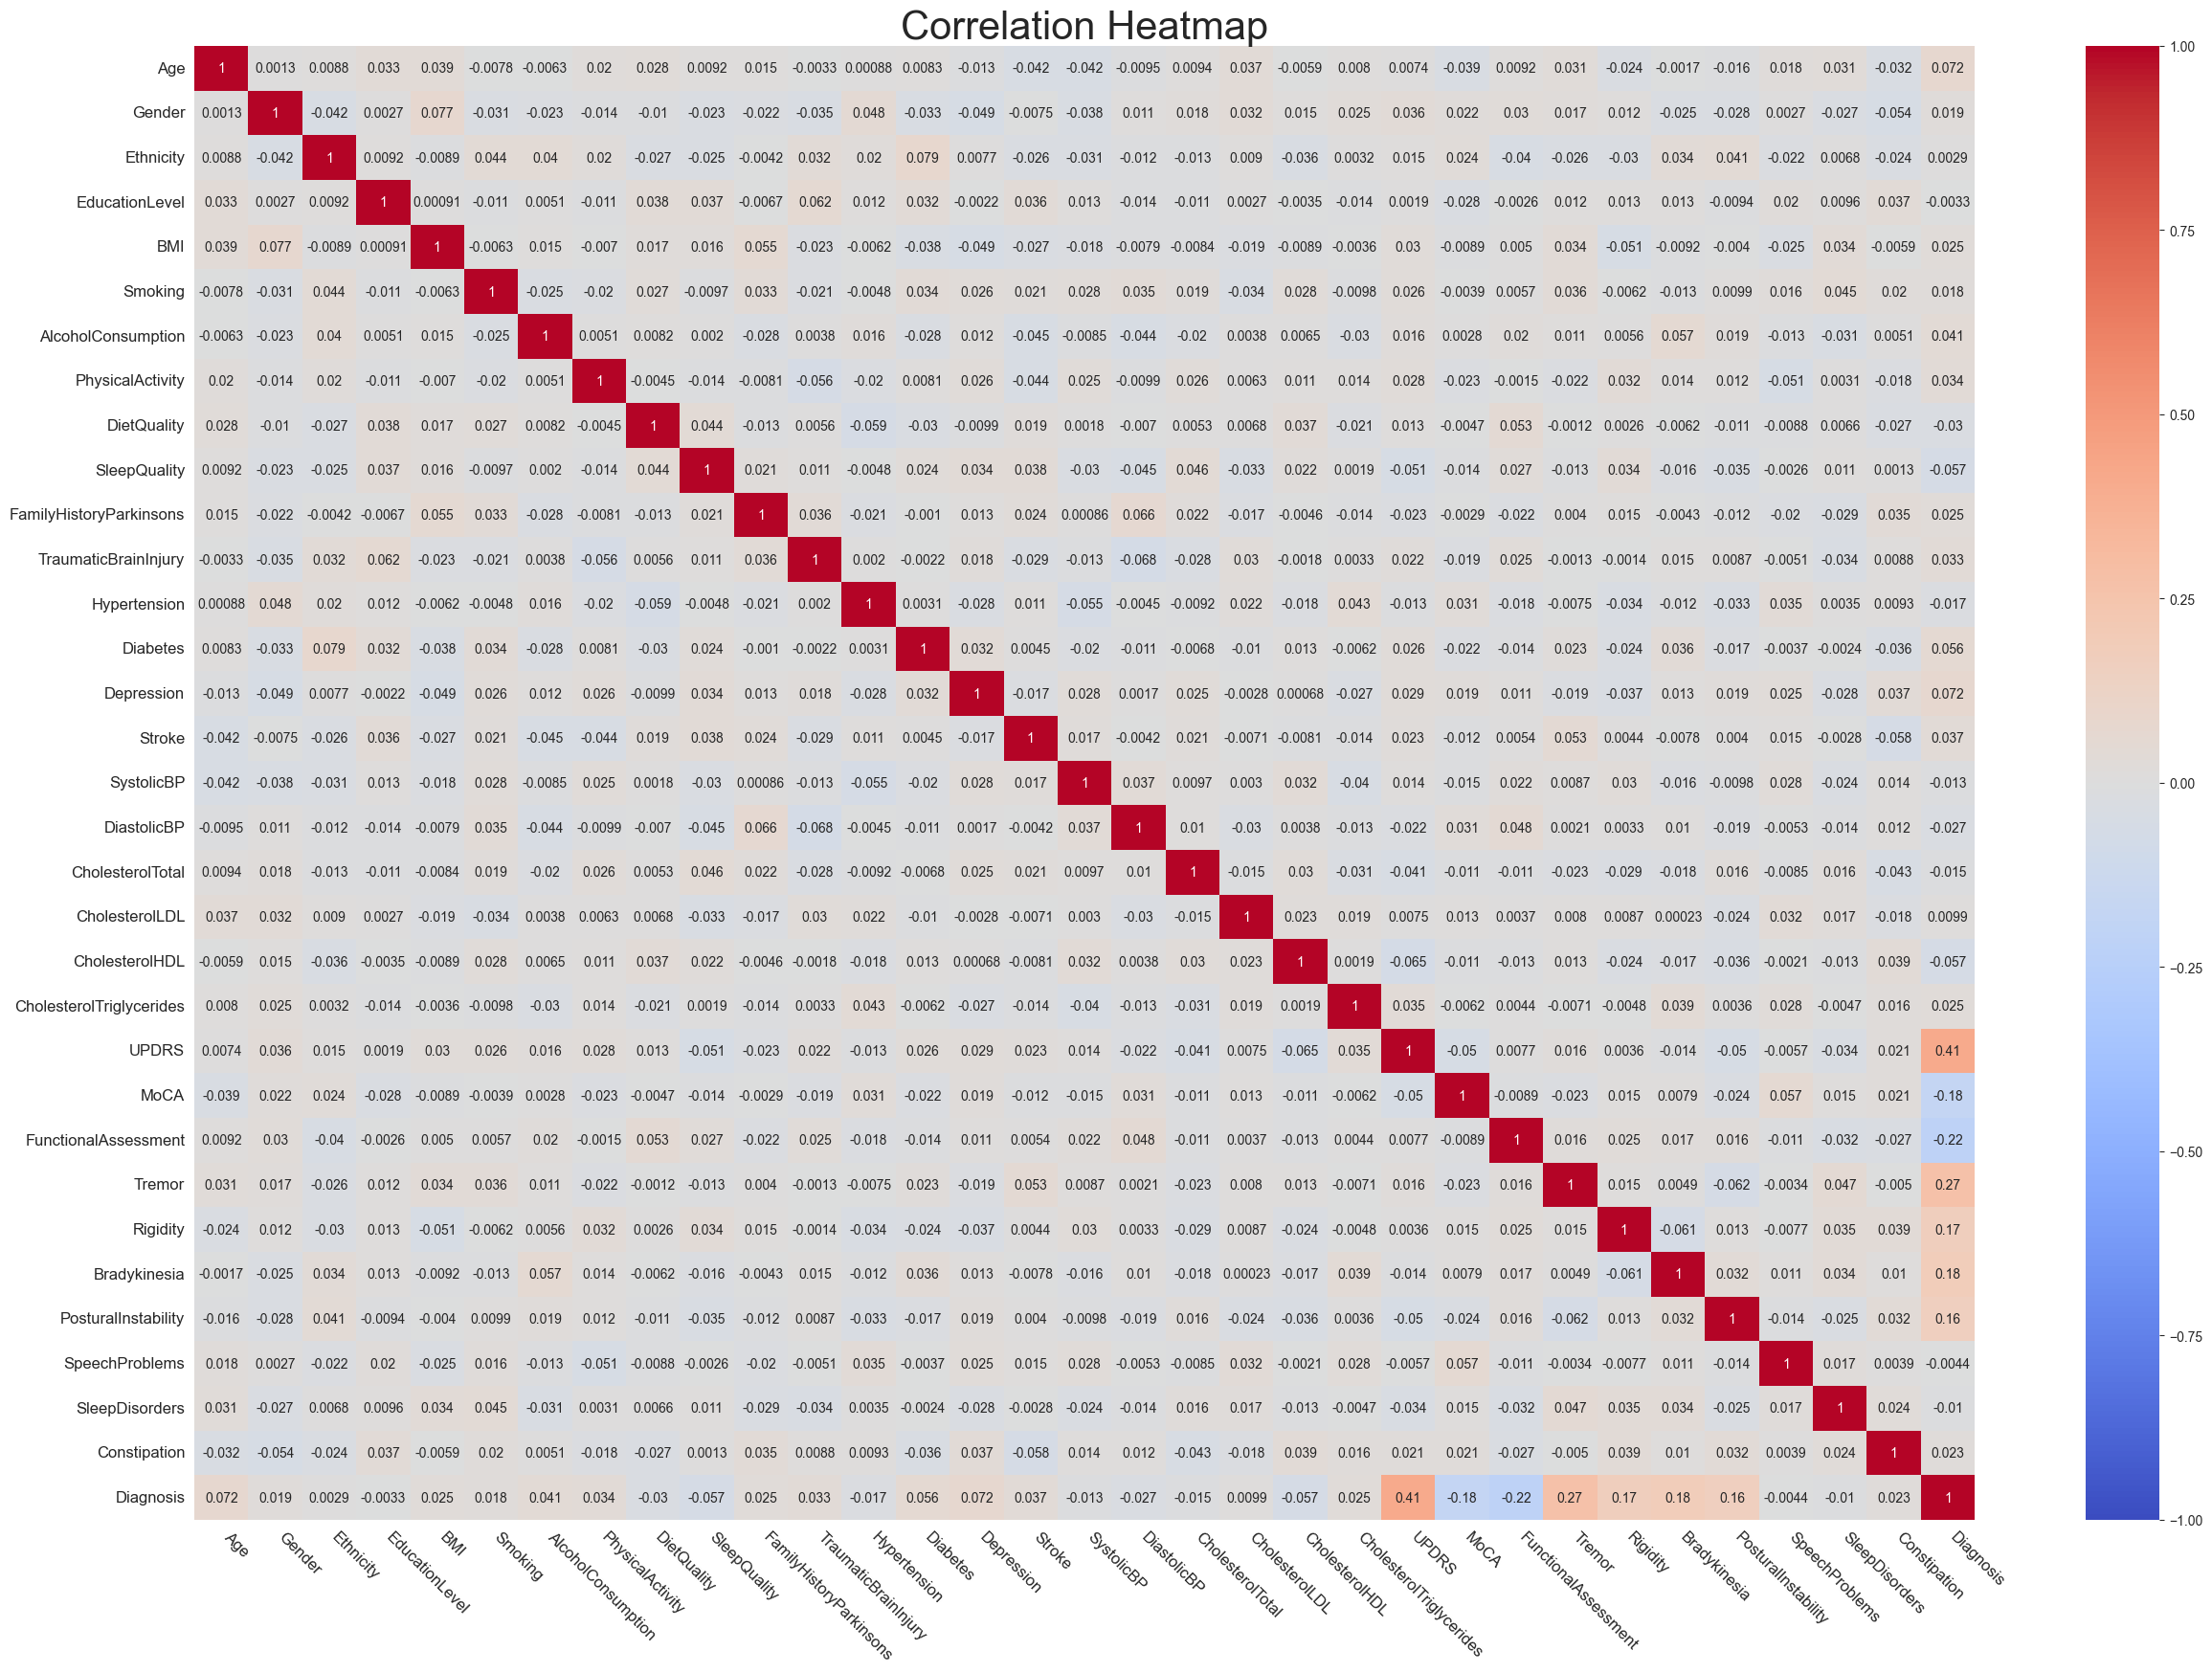 Correlation Heatmap
Age 1 0.0013 0.0088 0.033 0.039 -0.0078 -0.0063 0.02 0.028 0.0092 0.015 -0.0033 0.00088 0.0083 -0.013 -0.042 -0.042 -0.0095 0.0094 0.037 -0.0059 0.008 0.0074 -0.039 0.0092 0.031 -0.024 -0.0017 -0.016 0.018 0.031 -0.032 0.072
Gender 0.0013 1 -0.042 0.0027 0.077 -0.031 -0.023 -0.014 -0.01 -0.023 -0.022 -0.035 0.048 -0.033 -0.049 -0.0075 -0.038 0.011 0.018 0.032 0.015 0.025 0.036 0.022 0.03 0.017 0.012 -0.025 -0.028 0.0027 -0.027 -0.054 0.019
Ethnicity 0.0088 -0.042 1 0.0092 -0.0089 0.044 0.04 0.02 -0.027 -0.025 -0.0042 0.032 0.02 0.079 0.0077 -0.026 -0.031 -0.012 -0.013 0.009 -0.036 0.0032 0.015 0.024 -0.04 -0.026 -0.03 0.034 0.041 -0.022 0.0068 -0.024 0.0029
EducationLevel 0.033 0.0027 0.0092 1 0.00091 -0.011 0.0051 -0.011 0.038 0.037 -0.0067 0.062 0.012 0.032 -0.0022 0.036 0.013 -0.014 -0.011 0.0027 -0.0035 -0.014 0.0019 -0.028 -0.0026 0.012 0.013 0.013 -0.0094 0.02 0.0096 0.037 -0.0033
BMI 0.039 0.077 -0.0089 0.00091 1 -0.0063 0.015 -0.007 0.017 0.016 0.055 -0.023 -0.0062 -0.038 -0.049 -0.027 -0.018 -0.0079 -0.0084 -0.019 -0.0089 -0.0036 0.03 -0.0089 0.005 0.034 -0.051 -0.0092 -0.004 -0.025 0.034 -0.0059 0.025
Smoking -0.0078 -0.031 0.044 -0.011 -0.0063 1 -0.025 -0.02 0.027 -0.0097 0.033 -0.021 -0.0048 0.034 0.026 0.021 0.028 0.035 0.019 -0.034 0.028 -0.0098 0.026 -0.0039 0.0057 0.036 -0.0062 -0.013 0.0099 0.016 0.045 0.02 0.018
AlcoholConsumption -0.0063 -0.023 0.04 0.0051 0.015 -0.025 1 0.0051 0.0082 0.002 -0.028 0.0038 0.016 -0.028 0.012 -0.045 -0.0085 -0.044 -0.02 0.0038 0.0065 -0.03 0.016 0.0028 0.02 0.011 0.0056 0.057 0.019 -0.013 -0.031 0.0051 0.041
PhysicalActivity 0.02 -0.014 0.02 -0.011 -0.007 -0.02 0.0051 1 -0.0045 -0.014 -0.0081 -0.056 -0.02 0.0081 0.026 -0.044 0.025 -0.0099 0.026 0.0063 0.011 0.014 0.028 -0.023 -0.0015 -0.022 0.032 0.014 0.012 -0.051 0.0031 -0.018 0.034
DietQuality 0.028 -0.01 -0.027 0.038 0.017 0.027 0.0082 -0.0045 1 0.044 -0.013 0.0056 -0.059 -0.03 -0.0099 0.019 0.0018 -0.007 0.0053 0.0068 0.037 -0.021 0.013 -0.0047 0.053 -0.0012 0.0026 -0.0062 -0.011 -0.0088 0.0066 -0.027 -0.03
SleepQuality 0.0092 -0.023 -0.025 0.037 0.016 -0.0097 0.002 -0.014 0.044 1 0.021 0.011 -0.0048 0.024 0.034 0.038 -0.03 -0.045 0.046 -0.033 0.022 0.0019 -0.051 -0.014 0.027 -0.013 0.034 -0.016 -0.035 -0.0026 0.011 0.0013 -0.057
FamilyHistoryParkinsons 0.015 -0.022 -0.0042 -0.0067 0.055 0.033 -0.028 -0.0081 -0.013 0.021 1 0.036 -0.021 -0.001 0.013 0.024 0.00086 0.066 0.022 -0.017 -0.0046 -0.014 -0.023 -0.0029 -0.022 0.004 0.015 -0.0043 -0.012 -0.02 -0.029 0.035 0.025
TraumaticBrainInjury -0.0033 -0.035 0.032 0.062 -0.023 -0.021 0.0038 -0.056 0.0056 0.011 0.036 1 0.002 -0.0022 0.018 -0.029 -0.013 -0.068 -0.028 0.03 -0.0018 0.0033 0.022 -0.019 0.025 -0.0013 -0.0014 0.015 0.0087 -0.0051 -0.034 0.0088 0.033
Hypertension 0.00088 0.048 0.02 0.012 -0.0062 -0.0048 0.016 -0.02 -0.059 -0.0048 -0.021 0.002 1 0.0031 -0.028 0.011 -0.055 -0.0045 -0.0092 0.022 -0.018 0.043 -0.013 0.031 -0.018 -0.0075 -0.034 -0.012 -0.033 0.035 0.0035 0.0093 -0.017
Diabetes 0.0083 -0.033 0.079 0.032 -0.038 0.034 -0.028 0.0081 -0.03 0.024 -0.001 -0.0022 0.0031 1 0.032 0.0045 -0.02 -0.011 -0.0068 -0.01 0.013 -0.0062 0.026 -0.022 -0.014 0.023 -0.024 0.036 -0.017 -0.0037 -0.0024 -0.036 0.056
Depression -0.013 -0.049 0.0077 -0.0022 -0.049 0.026 0.012 0.026 -0.0099 0.034 0.013 0.018 -0.028 0.032 1 -0.017 0.028 0.0017 0.025 -0.0028 0.00068 -0.027 0.029 0.019 0.011 -0.019 -0.037 0.013 0.019 0.025 -0.028 0.037 0.072
Stroke -0.042 -0.0075 -0.026 0.036 -0.027 0.021 -0.045 -0.044 0.019 0.038 0.024 -0.029 0.011 0.0045 -0.017 1 0.017 -0.0042 0.021 -0.0071 -0.0081 -0.014 0.023 -0.012 0.0054 0.053 0.0044 -0.0078 0.004 0.015 -0.0028 -0.058 0.037
SystolicBP -0.042 -0.038 -0.031 0.013 -0.018 0.028 -0.0085 0.025 0.0018 -0.03 0.00086 -0.013 -0.055 -0.02 0.028 0.017 1 0.037 0.0097 0.003 0.032 -0.04 0.014 -0.015 0.022 0.0087 0.03 -0.016 -0.0098 0.028 -0.024 0.014 -0.013
DiastolicBP -0.0095 0.011 -0.012 -0.014 -0.0079 0.035 -0.044 -0.0099 -0.007 -0.045 0.066 -0.068 -0.0045 -0.011 0.0017 -0.0042 0.037 1 0.01 -0.03 0.0038 -0.013 -0.022 0.031 0.048 0.0021 0.0033 0.01 -0.019 -0.0053 -0.014 0.012 -0.027
CholesterolTotal 0.0094 0.018 -0.013 -0.011 -0.0084 0.019 -0.02 0.026 0.0053 0.046 0.022 -0.028 -0.0092 -0.0068 0.025 0.021 0.0097 0.01 1 -0.015 0.03 -0.031 -0.041 -0.011 -0.011 -0.023 -0.029 -0.018 0.016 -0.0085 0.016 -0.043 -0.015
CholesterolLDL 0.037 0.032 0.009 0.0027 -0.019 -0.034 0.0038 0.0063 0.0068 -0.033 -0.017 0.03 0.022 -0.01 -0.0028 -0.0071 0.003 -0.03 -0.015 1 0.023 0.019 0.0075 0.013 0.0037 0.008 0.0087 0.00023 -0.024 0.032 0.017 -0.018 0.0099
CholesterolHDL -0.0059 0.015 -0.036 -0.0035 -0.0089 0.028 0.0065 0.011 0.037 0.022 -0.0046 -0.0018 -0.018 0.013 0.00068 -0.0081 0.032 0.0038 0.03 0.023 1 0.0019 -0.065 -0.011 -0.013 0.013 -0.024 -0.017 -0.036 -0.0021 -0.013 0.039 -0.057
CholesterolTriglycerides 0.008 0.025 0.0032 -0.014 -0.0036 -0.0098 -0.03 0.014 -0.021 0.0019 -0.014 0.0033 0.043 -0.0062 -0.027 -0.014 -0.04 -0.013 -0.031 0.019 0.0019 1 0.035 -0.0062 0.0044 -0.0071 -0.0048 0.039 0.0036 0.028 -0.0047 0.016 0.025
UPDRS 0.0074 0.036 0.015 0.0019 0.03 0.026 0.016 0.028 0.013 -0.051 -0.023 0.022 -0.013 0.026 0.029 0.023 0.014 -0.022 -0.041 0.0075 -0.065 0.035 1 -0.05 0.0077 0.016 0.0036 -0.014 -0.05 -0.0057 -0.034 0.021 0.41
MoCA -0.039 0.022 0.024 -0.028 -0.0089 -0.0039 0.0028 -0.023 -0.0047 -0.014 -0.0029 -0.019 0.031 -0.022 0.019 -0.012 -0.015 0.031 -0.011 0.013 -0.011 -0.0062 -0.05 1 -0.0089 -0.023 0.015 0.0079 -0.024 0.057 0.015 0.021 -0.18
FunctionalAssessment 0.0092 0.03 -0.04 -0.0026 0.005 0.0057 0.02 -0.0015 0.053 0.027 -0.022 0.025 -0.018 -0.014 0.011 0.0054 0.022 0.048 -0.011 0.0037 -0.013 0.0044 0.0077 -0.0089 1 0.016 0.025 0.017 0.016 -0.011 -0.032 -0.027 -0.22
Tremor 0.031 0.017 -0.026 0.012 0.034 0.036 0.011 -0.022 -0.0012 -0.013 0.004 -0.0013 -0.0075 0.023 -0.019 0.053 0.0087 0.0021 -0.023 0.008 0.013 -0.0071 0.016 -0.023 0.016 1 0.015 0.0049 -0.062 -0.0034 0.047 -0.005 0.27
Rigidity -0.024 0.012 -0.03 0.013 -0.051 -0.0062 0.0056 0.032 0.0026 0.034 0.015 -0.0014 -0.034 -0.024 -0.037 0.0044 0.03 0.0033 -0.029 0.0087 -0.024 -0.0048 0.0036 0.015 0.025 0.015 1 -0.061 0.013 -0.0077 0.035 0.039 0.17
Bradykinesia -0.0017 -0.025 0.034 0.013 -0.0092 -0.013 0.057 0.014 -0.0062 -0.016 -0.0043 0.015 -0.012 0.036 0.013 -0.0078 -0.016 0.01 -0.018 0.00023 -0.017 0.039 -0.014 0.0079 0.017 0.0049 -0.061 1 0.032 0.011 0.034 0.01 0.18
PosturalInstability -0.016 -0.028 0.041 -0.0094 -0.004 0.0099 0.019 0.012 -0.011 -0.035 -0.012 0.0087 -0.033 -0.017 0.019 0.004 -0.0098 -0.019 0.016 -0.024 -0.036 0.0036 -0.05 -0.024 0.016 -0.062 0.013 0.032 1 -0.014 -0.025 0.032 0.16
SpeechProblems 0.018 0.0027 -0.022 0.02 -0.025 0.016 -0.013 -0.051 -0.0088 -0.0026 -0.02 -0.0051 0.035 -0.0037 0.025 0.015 0.028 -0.0053 -0.0085 0.032 -0.0021 0.028 -0.0057 0.057 -0.011 -0.0034 -0.0077 0.011 -0.014 1 0.017 0.0039 -0.0044
SleepDisorders 0.031 -0.027 0.0068 0.0096 0.034 0.045 -0.031 0.0031 0.0066 0.011 -0.029 -0.034 0.0035 -0.0024 -0.028 -0.0028 -0.024 -0.014 0.016 0.017 -0.013 -0.0047 -0.034 0.015 -0.032 0.047 0.035 0.034 -0.025 0.017 1 0.024 -0.01
Constipation -0.032 -0.054 -0.024 0.037 -0.0059 0.02 0.0051 -0.018 -0.027 0.0013 0.035 0.0088 0.0093 -0.036 0.037 -0.058 0.014 0.012 -0.043 -0.018 0.039 0.016 0.021 0.021 -0.027 -0.005 0.039 0.01 0.032 0.0039 0.024 1 0.023
Diagnosis 0.072 0.019 0.0029 -0.0033 0.025 0.018 0.041 0.034 -0.03 -0.057 0.025 0.033 -0.017 0.056 0.072 0.037 -0.013 -0.027 -0.015 0.0099 -0.057 0.025 0.41 -0.18 -0.22 0.27 0.17 0.18 0.16 -0.0044 -0.01 0.023 1
Age Gender Ethnicity EducationLevel BMI Smoking AlcoholConsumption PhysicalActivity DietQuality SleepQuality FamilyHistoryParkinsons TraumaticBrainInjury Hypertension Diabetes Depression Stroke SystolicBP DiastolicBP CholesterolTotal CholesterolLDL CholesterolHDL CholesterolTriglycerides UPDRS MoCA FunctionalAssessment Tremor Rigidity Bradykinesia PosturalInstability SpeechProblems SleepDisorders Constipation Diagnosis
1.00
0.75
0.50
0.25
0.00
−0.25
−0.50
−0.75
−1.00